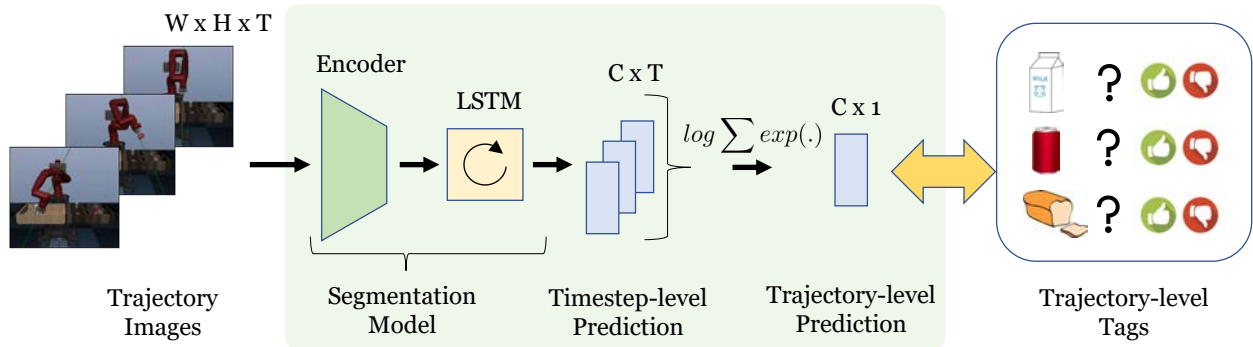 W x H x T
Trajectory
Images
Encoder
LSTM
Segmentation
Model
C x T
Timestep-level
Prediction
log ∑ exp(.)
C x 1
Trajectory-level
Prediction
MILK
?
?
?
Trajectory-level
Tags